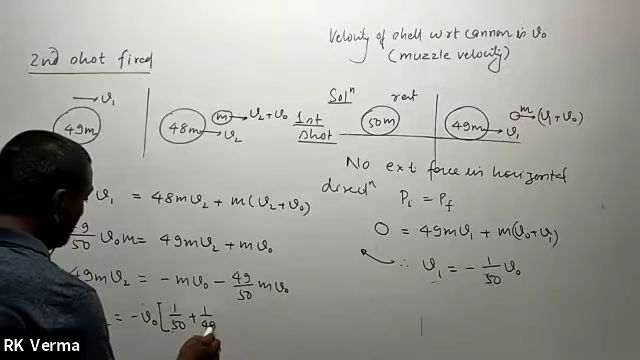 Velocity of shell wrt cannon is v₀
(muzzle velocity)
2nd shot fired
→ v₁
49m
48m → v₂
m → v₂ + v₀
Solⁿ
1st shot
rest
50m
49m → v₁
m → (v₁ + v₀)
No ext force in horizontal
directⁿ
Pᵢ = P_f
0 = 49mv₁ + m(v₀+v₁)
∴ v₁ = - 1/50 v₀
v₁ = 48mv₂ + m(v₂+v₀)
/50 v₀m = 49mv₂ + mv₀
49mv₂ = - mv₀ - 49/50 mv₀
= -v₀[1/50 + 1/49
RK Verma